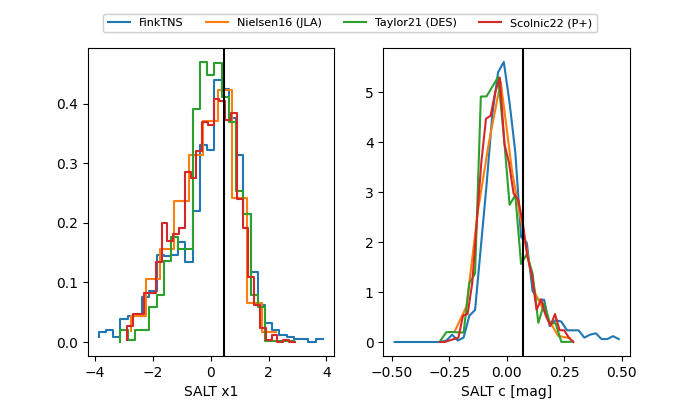 FinkTNS Nielsen16 (JLA) Taylor21 (DES) Scolnic22 (P+)
0.4
0.3
0.2
0.1
0.0
−4 −2 0 2 4
SALT x1
5
4
3
2
1
0
−0.50 −0.25 0.00 0.25 0.50
SALT c [mag]